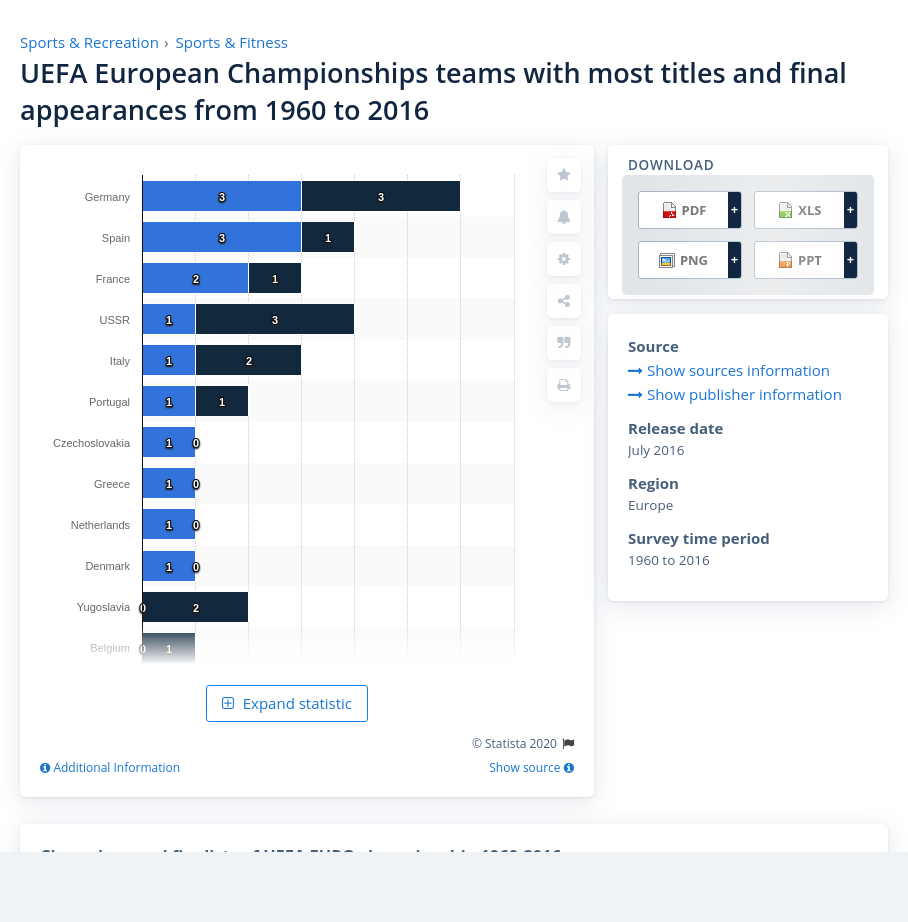 Sports & Recreation › Sports & Fitness
UEFA European Championships teams with most titles and final
appearances from 1960 to 2016
Germany 3 3
Spain 3 1
France 2 1
USSR 1 3
Italy 1 2
Portugal 1 1
Czechoslovakia 1 0
Greece 1 0
Netherlands 1 0
Denmark 1 0
Yugoslavia 0 2
Belgium 0 1
Expand statistic
© Statista 2020
Additional Information
Show source
DOWNLOAD
PDF + XLS +
PNG + PPT +
Source
Show sources information
Show publisher information
Release date
July 2016
Region
Europe
Survey time period
1960 to 2016